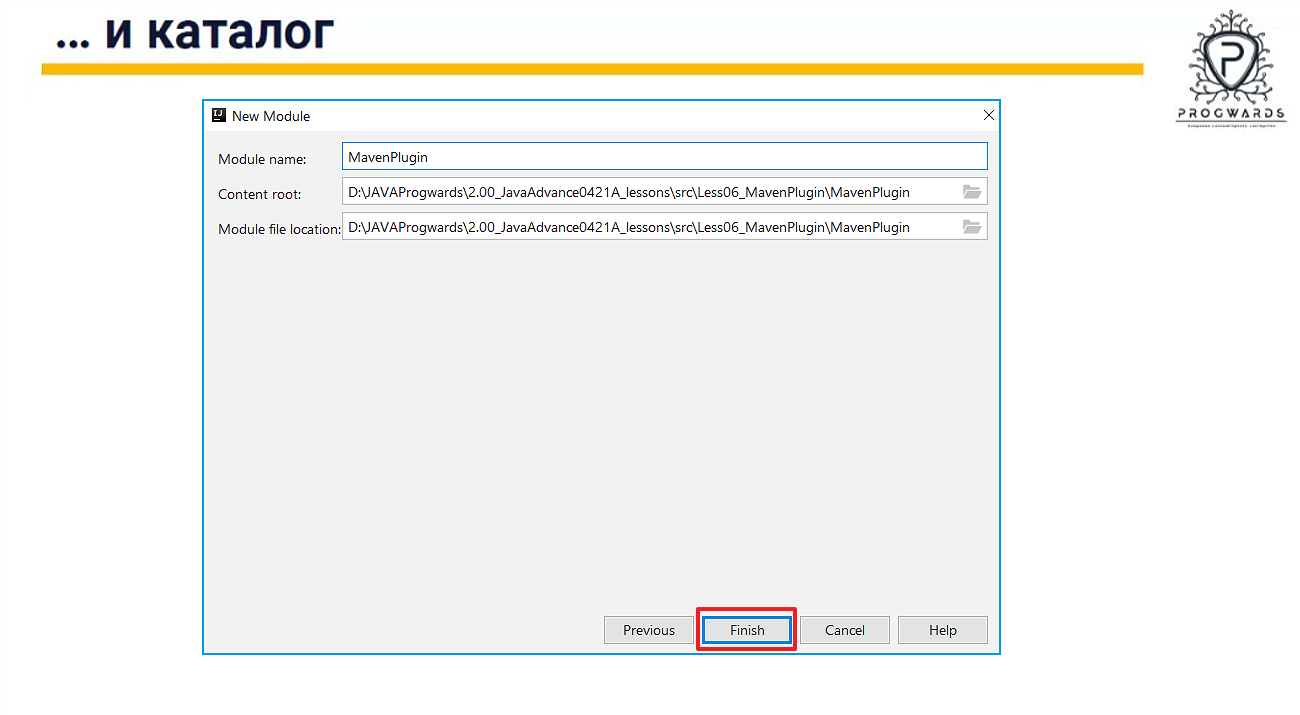 ... и каталог
PROGWARDS
New Module
Module name:
MavenPlugin
Content root:
D:\JAVAProgwards\2.00_JavaAdvance0421A_lessons\src\Less06_MavenPlugin\MavenPlugin
Module file location:
D:\JAVAProgwards\2.00_JavaAdvance0421A_lessons\src\Less06_MavenPlugin\MavenPlugin
Previous
Finish
Cancel
Help